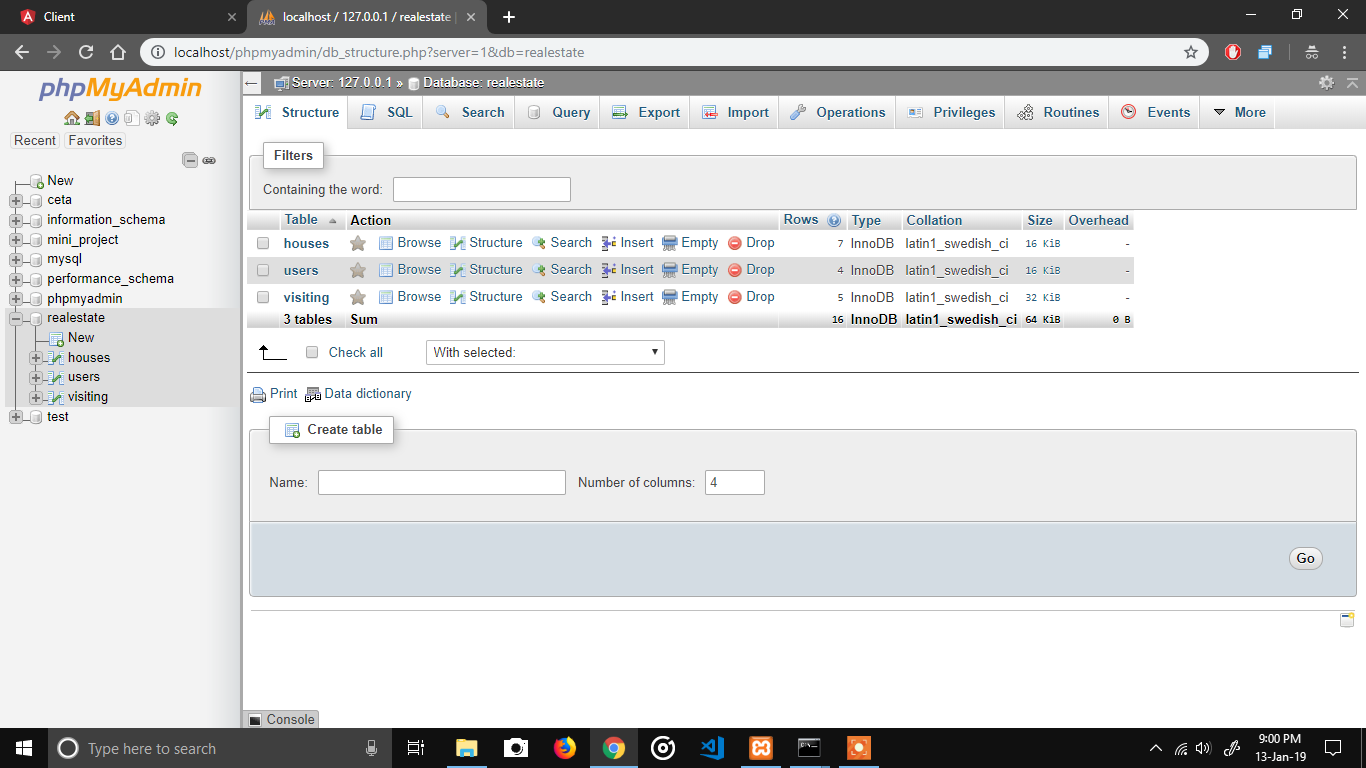 Client
localhost / 127.0.0.1 / realestate |
localhost/phpmyadmin/db_structure.php?server=1&db=realestate
phpMyAdmin
Recent Favorites
New
ceta
information_schema
mini_project
mysql
performance_schema
phpmyadmin
realestate
New
houses
users
visiting
test
Server: 127.0.0.1 » Database: realestate
Structure SQL Search Query Export Import Operations Privileges Routines Events More
Filters
Containing the word:
Table Action Rows Type Collation Size Overhead
houses Browse Structure Search Insert Empty Drop 7 InnoDB latin1_swedish_ci 16 KiB -
users Browse Structure Search Insert Empty Drop 4 InnoDB latin1_swedish_ci 16 KiB -
visiting Browse Structure Search Insert Empty Drop 5 InnoDB latin1_swedish_ci 32 KiB -
3 tables Sum 16 InnoDB latin1_swedish_ci 64 KiB 0 B
Check all With selected:
Print Data dictionary
Create table
Name: Number of columns: 4
Go
Console
Type here to search
9:00 PM
13-Jan-19